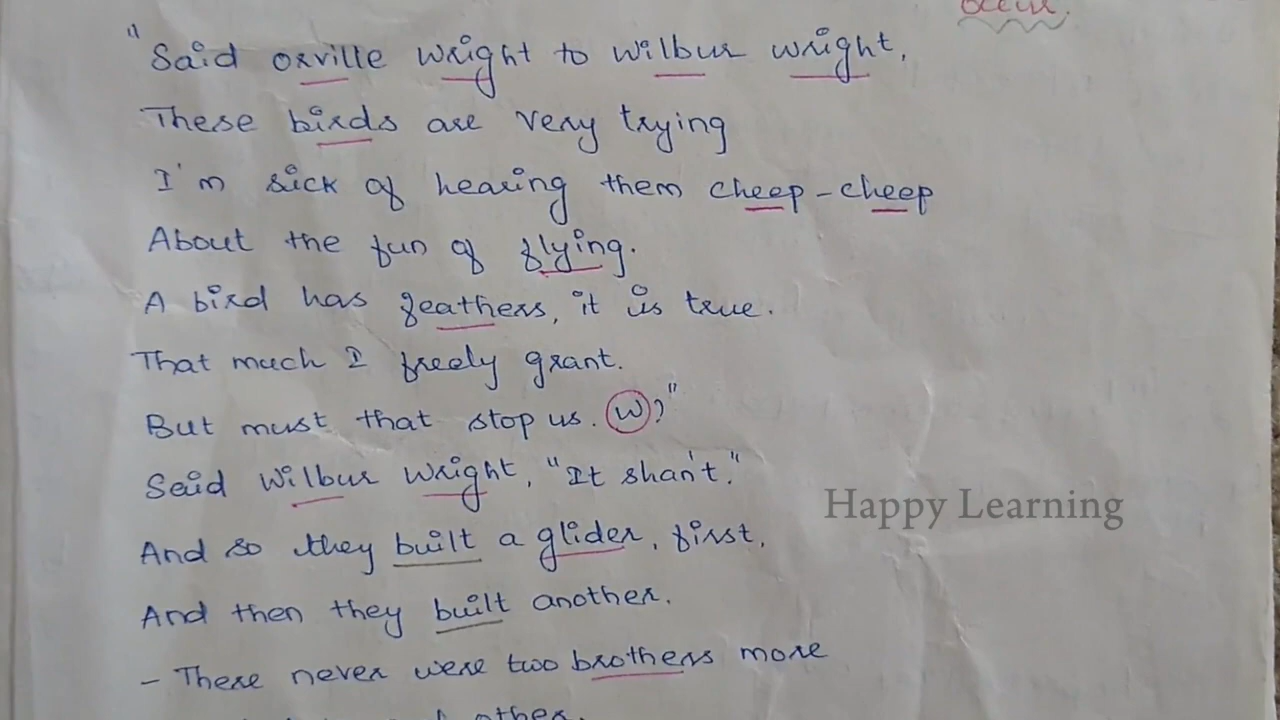 occur.
"Said orville wright to wilbur wright,
These birds are very trying
I'm sick of hearing them cheep-cheep
About the fun of flying.
A bird has feathers, it is true.
That much I freely grant.
But must that stop us. W?"
Said Wilbur Wright, "It shan't."
And so they built a glider, first,
And then they built another.
- There never were two brothers more
other.
Happy Learning